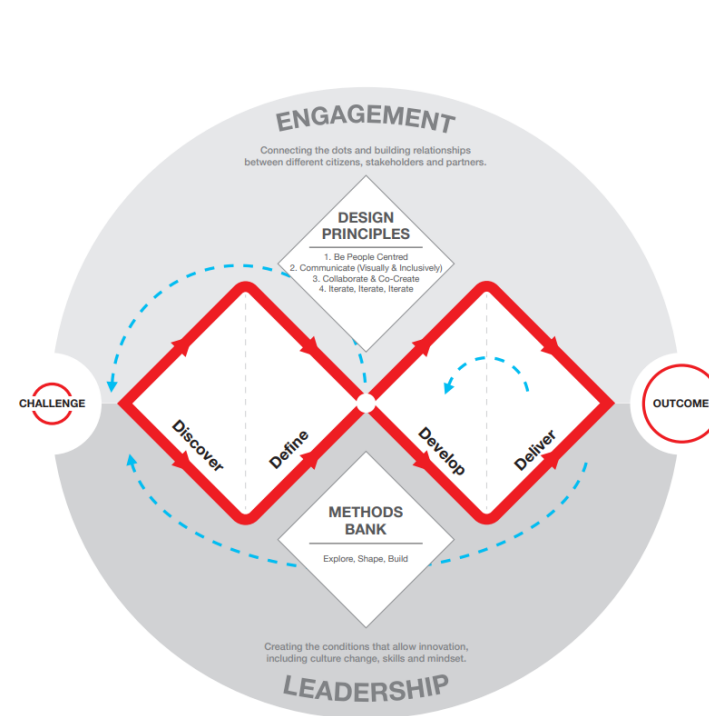 ENGAGEMENT
Connecting the dots and building relationships
between different citizens, stakeholders and partners.
DESIGN
PRINCIPLES
1. Be People Centred
2. Communicate (Visually & Inclusively)
3. Collaborate & Co-Create
4. Iterate, Iterate, Iterate
CHALLENGE
OUTCOME
Discover
Define
Develop
Deliver
METHODS
BANK
Explore, Shape, Build
Creating the conditions that allow innovation,
including culture change, skills and mindset.
LEADERSHIP